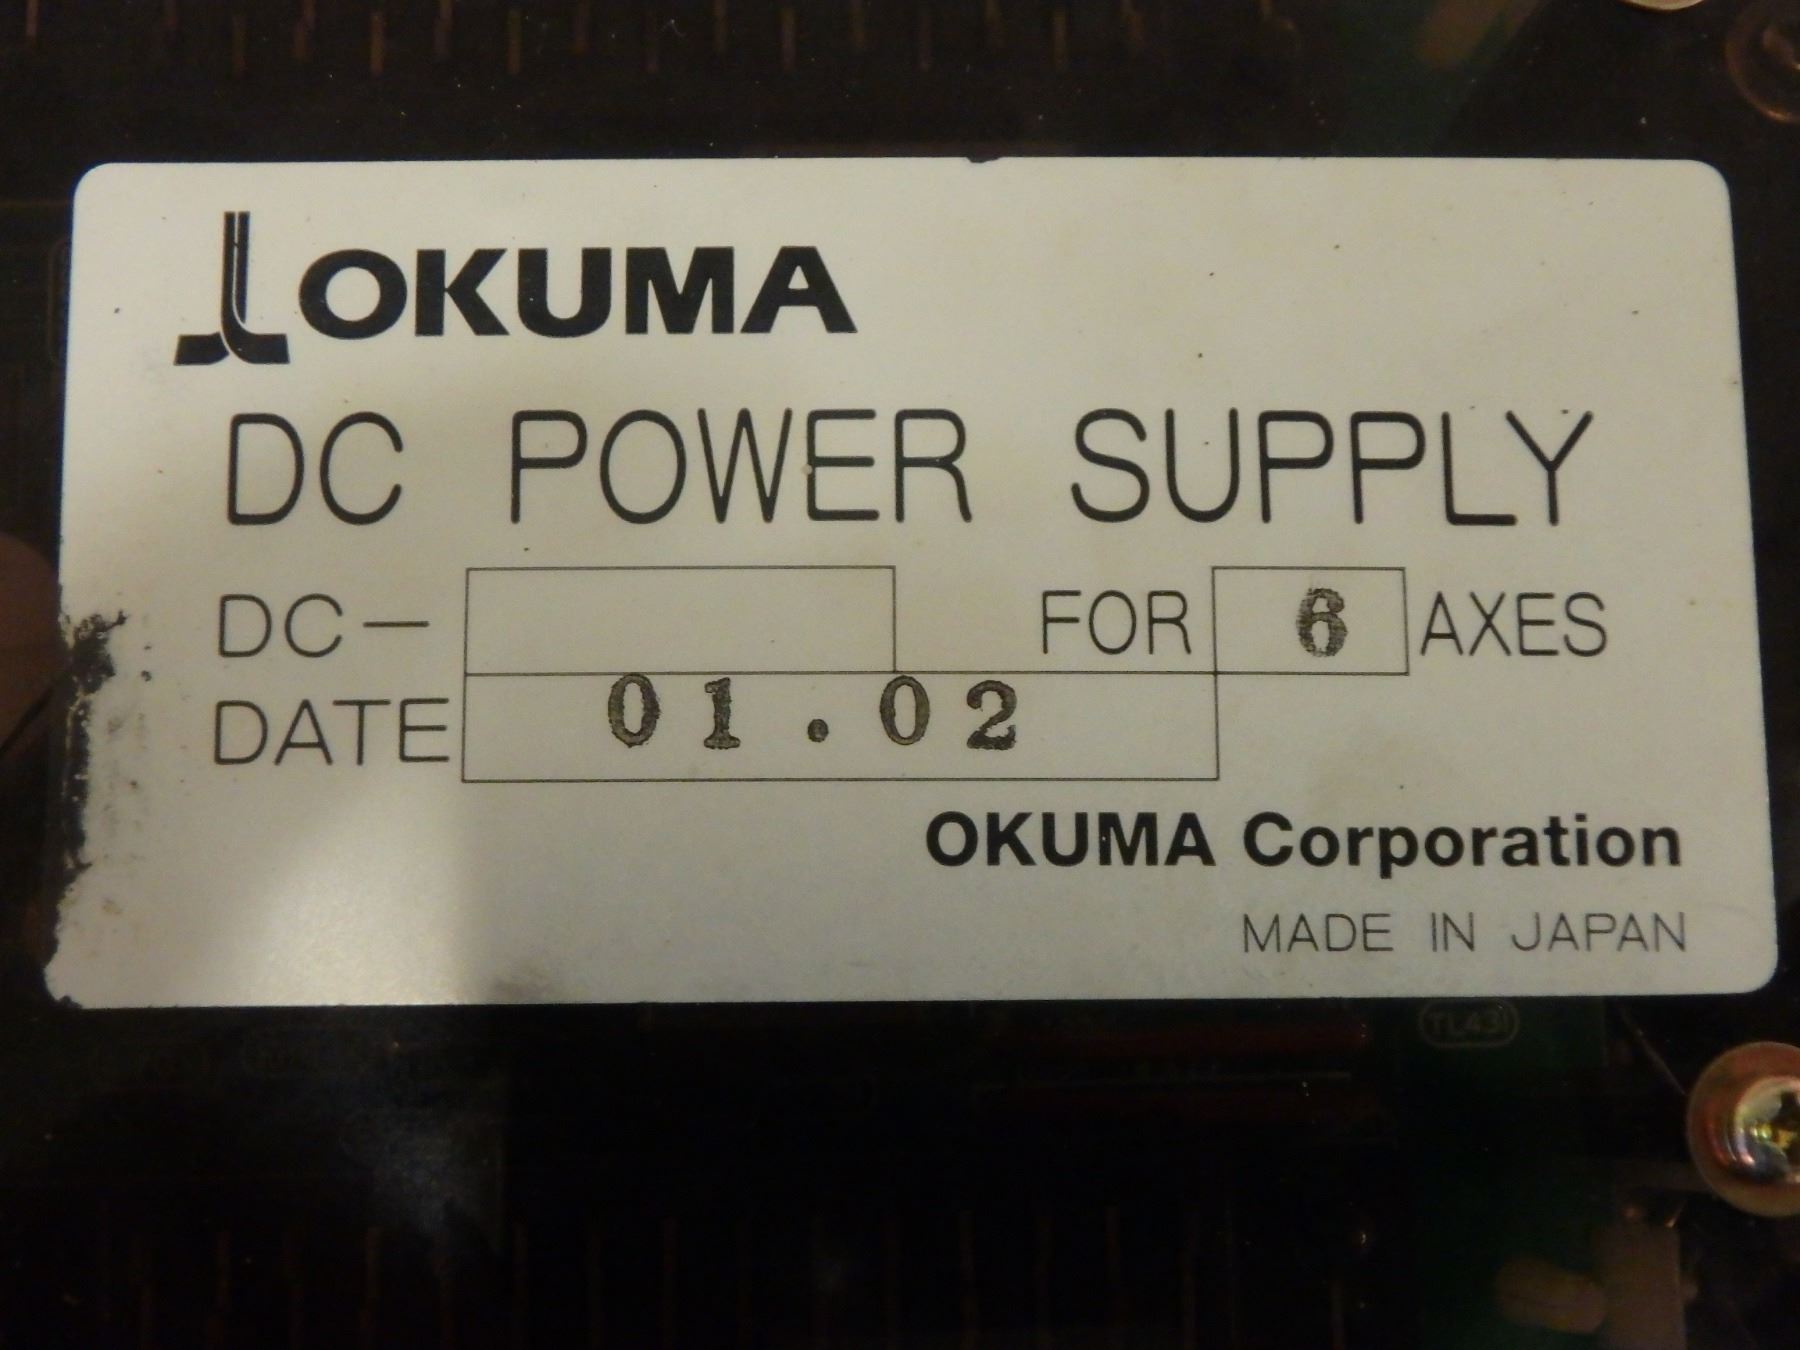 OKUMA
DC POWER SUPPLY
DC- FOR 6 AXES
DATE 01.02
OKUMA Corporation
MADE IN JAPAN
TL431